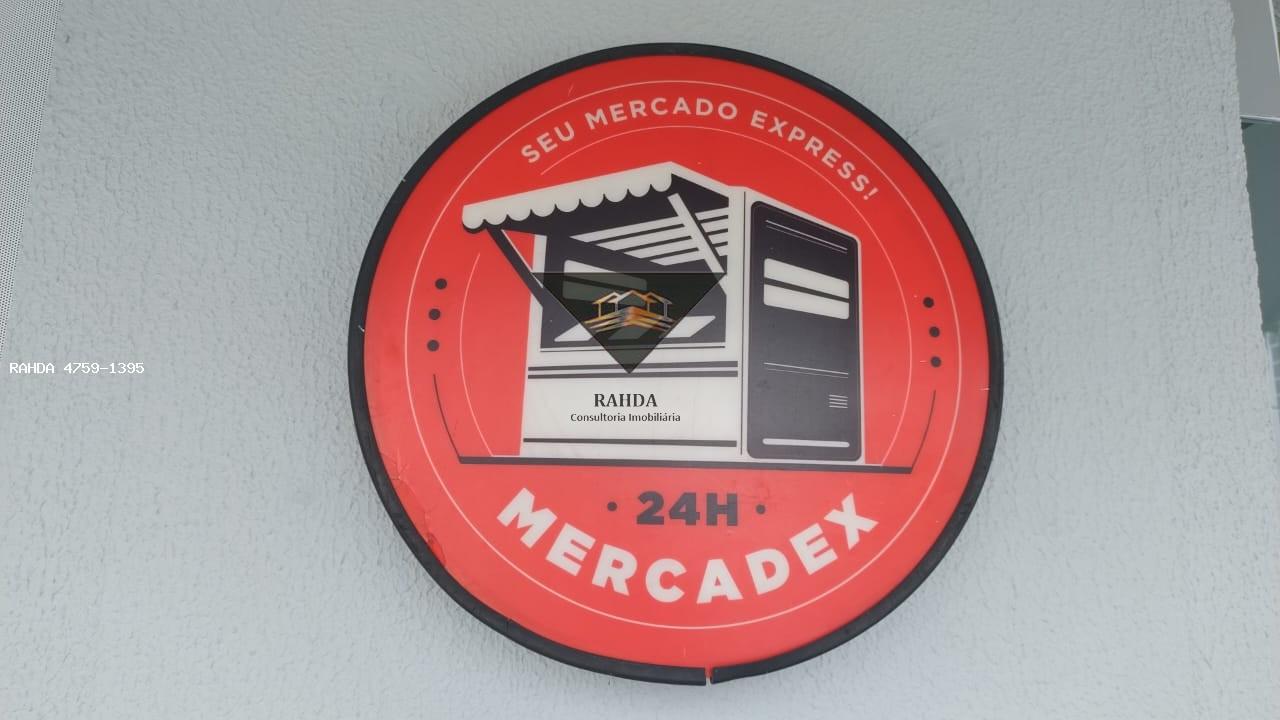 SEU MERCADO EXPRESS!
RAHDA 4759-1395
RAHDA
Consultoria Imobiliária
· 24H ·
MERCADEX